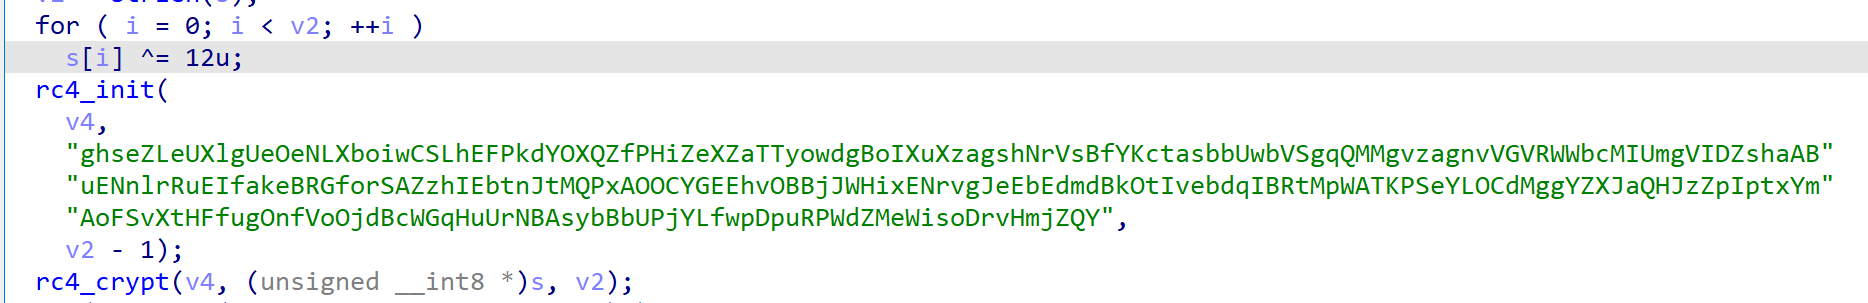 for ( i = 0; i < v2; ++i )
s[i] ^= 12u;
rc4_init(
v4,
"ghseZLeUXlgUeOeNLXboiwCSLhEFPkdYOXQZfPHiZeXZaTTyowdgBoIXuXzagshNrVsBfYKctasbbUwbVSgqQMMgvzagnvVGVRWWbcMIUmgVIDZshaAB"
"uENnlrRuEIfakeBRGforSAZzhIEbtnJtMQPxAOOCYGEEhvOBBjJWHixENrvgJeEbEdmdBkOtIvebdqIBRtMpWATKPSeYLOCdMggYZXJaQHJzZpIptxYm"
"AoFSvXtHFfugOnfVoOjdBcWGqHuUrNBAsybBbUPjYLfwpDpuRPWdZMeWisoDrvHmjZQY",
v2 - 1);
rc4_crypt(v4, (unsigned __int8 *)s, v2);